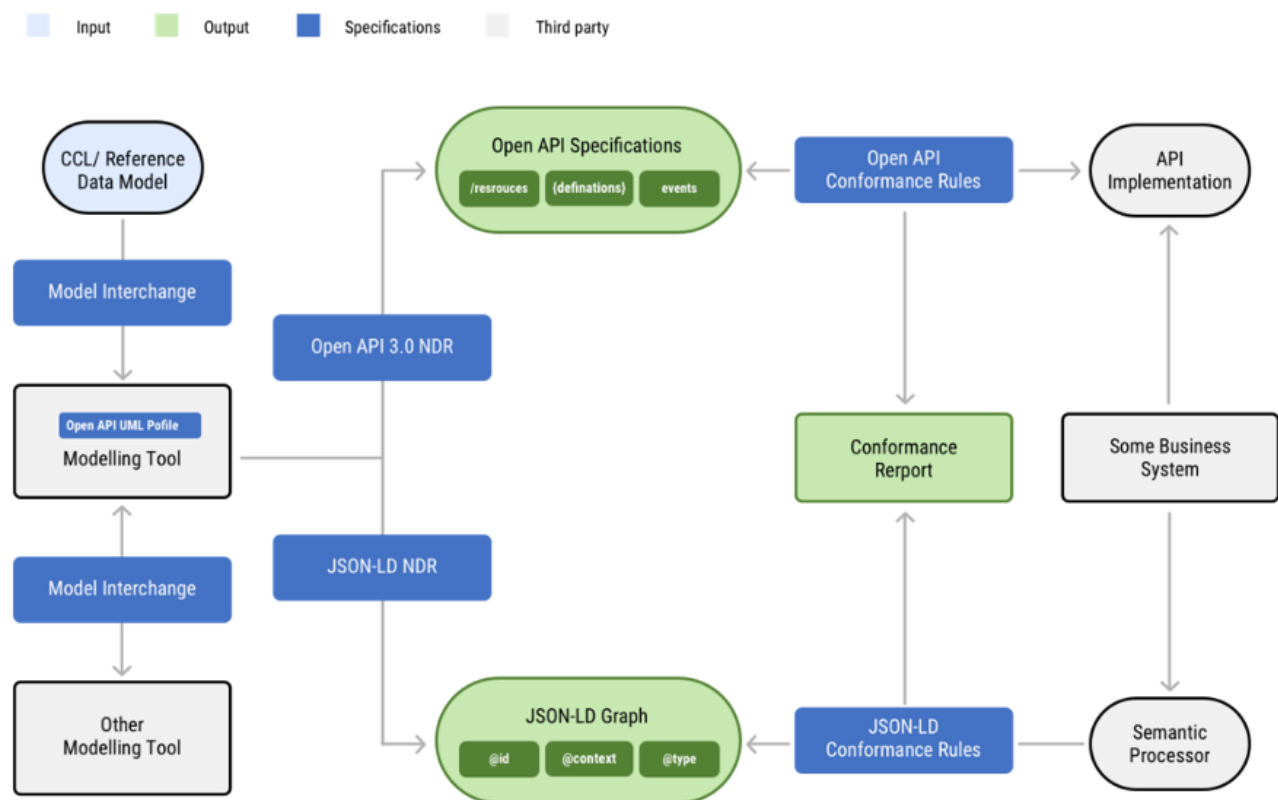 Input
Output
Specifications
Third party
CCL/ Reference
Data Model
Model Interchange
Open API UML Pofile
Modelling Tool
Model Interchange
Other
Modelling Tool
Open API 3.0 NDR
JSON-LD NDR
Open API Specifications
/resrouces
{definations}
events
JSON-LD Graph
@id
@context
@type
Open API
Conformance Rules
Conformance
Rerport
JSON-LD
Conformance Rules
API
Implementation
Some Business
System
Semantic
Processor